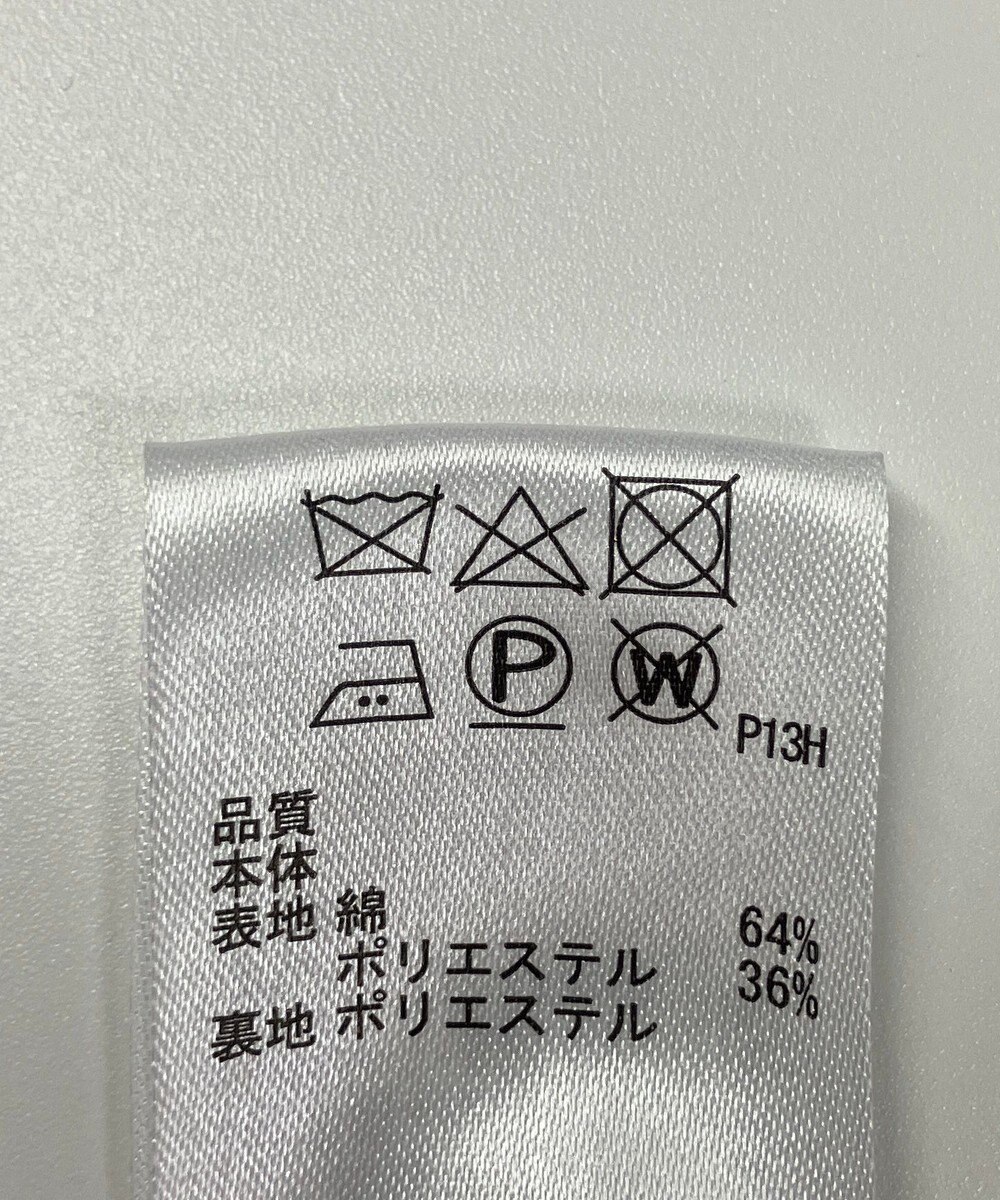 P
W
P13H
品質
本体
表地 綿 64%
ポリエステル 36%
裏地 ポリエステル